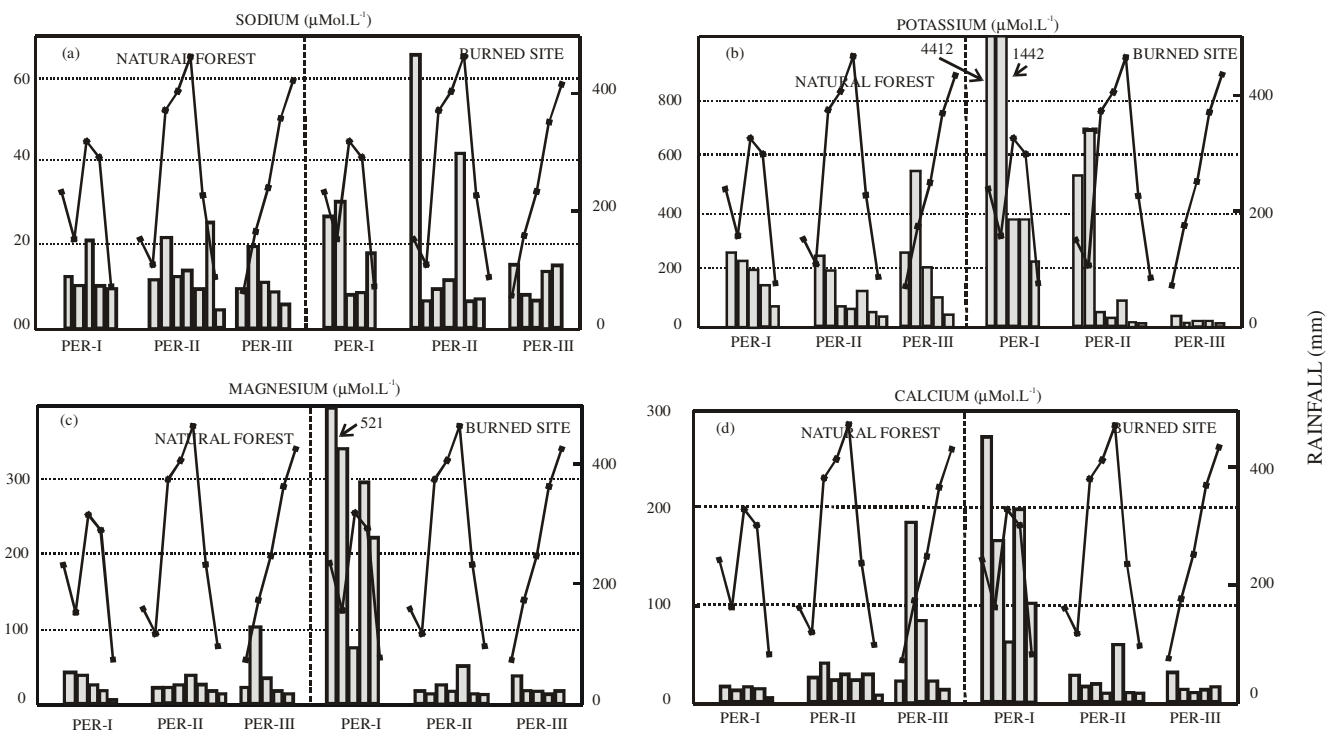 SODIUM (µMol.L⁻¹)
(a)
NATURAL FOREST
BURNED SITE
60
40
20
00
400
200
0
PER-I
PER-II
PER-III
PER-I
PER-II
PER-III
POTASSIUM (µMol.L⁻¹)
(b)
4412
1442
NATURAL FOREST
BURNED SITE
800
600
400
200
0
400
200
0
PER-I
PER-II
PER-III
PER-I
PER-II
PER-III
MAGNESIUM (µMol.L⁻¹)
(c)
521
NATURAL FOREST
BURNED SITE
300
200
100
0
400
200
0
PER-I
PER-II
PER-III
PER-I
PER-II
PER-III
CALCIUM (µMol.L⁻¹)
(d)
NATURAL FOREST
BURNED SITE
300
200
100
0
400
200
0
PER-I
PER-II
PER-III
PER-I
PER-II
PER-III
RAINFALL (mm)